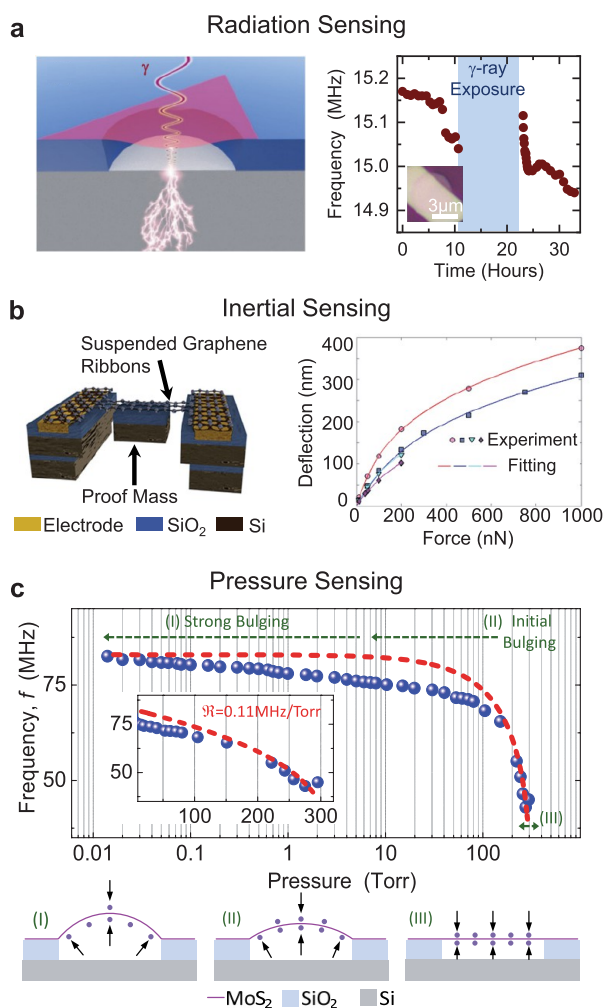 a
Radiation Sensing
γ
Frequency (MHz)
15.2
15.1
15.0
14.9
γ-ray
Exposure
3μm
0
10
20
30
Time (Hours)
b
Inertial Sensing
Suspended Graphene
Ribbons
Proof Mass
Electrode
SiO₂
Si
Deflection (nm)
400
300
200
100
0
Experiment
Fitting
0
200
400
600
800
1000
Force (nN)
c
Pressure Sensing
Frequency, f (MHz)
75
50
(I) Strong Bulging
(II) Initial
Bulging
ℜ=0.11MHz/Torr
75
50
100
200
300
(III)
0.01
0.1
1
10
100
Pressure (Torr)
(I)
(II)
(III)
MoS₂
SiO₂
Si